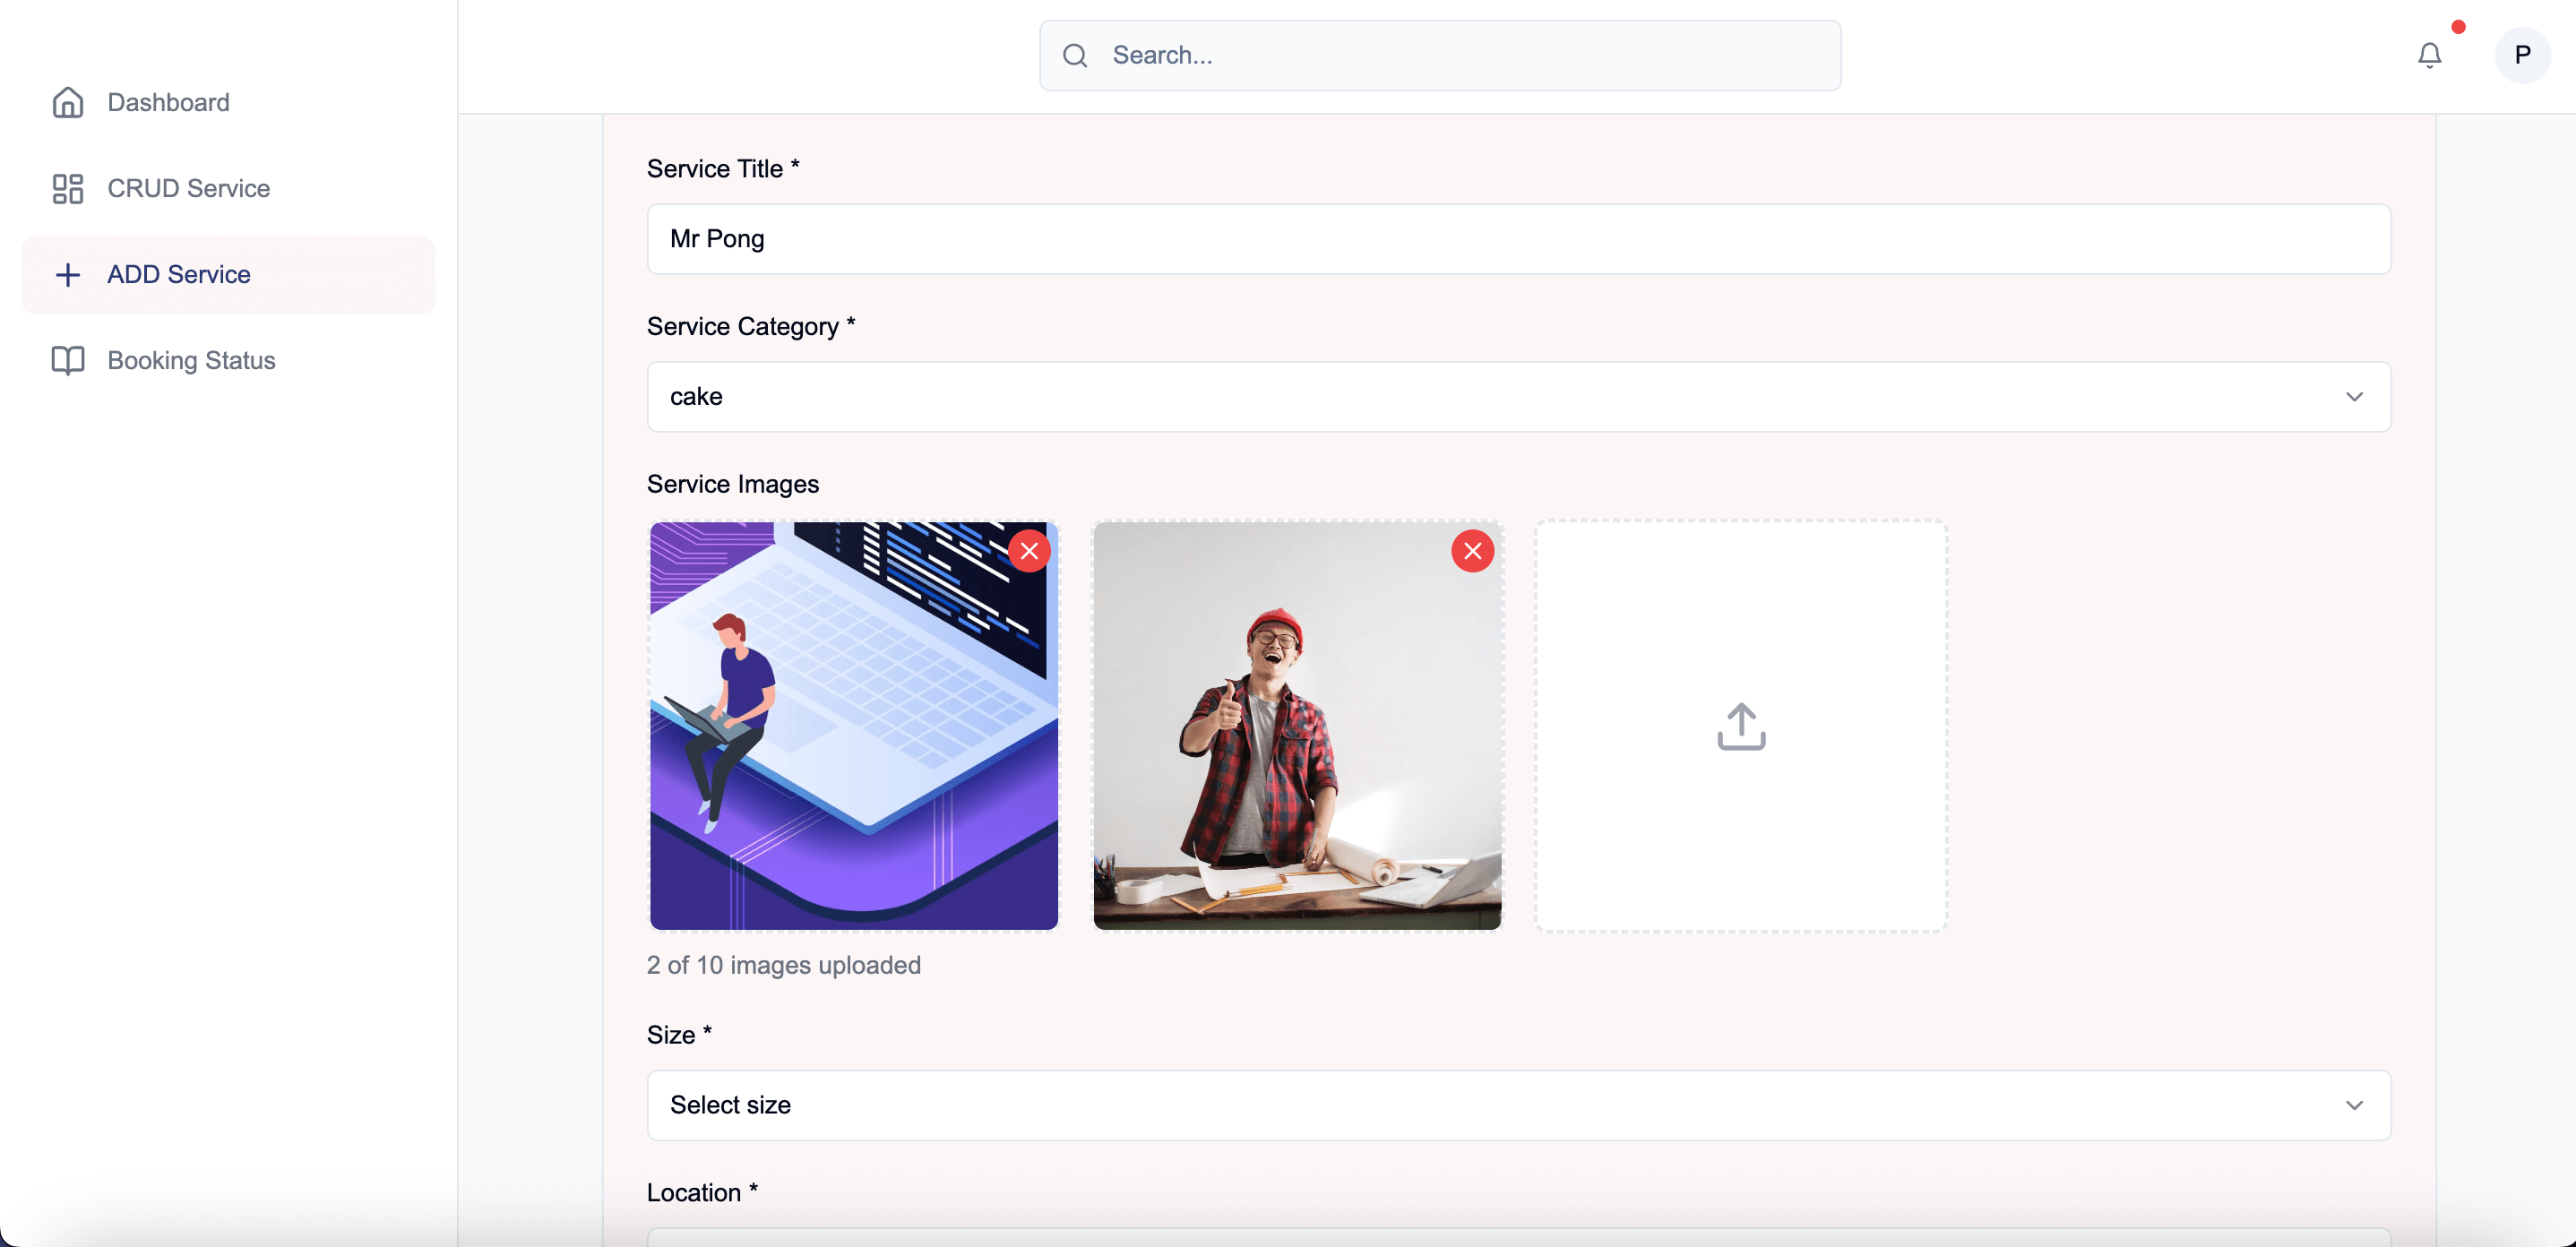 Search...
P
Dashboard
CRUD Service
ADD Service
Booking Status
Service Title *
Mr Pong
Service Category *
cake
Service Images
2 of 10 images uploaded
Size *
Select size
Location *